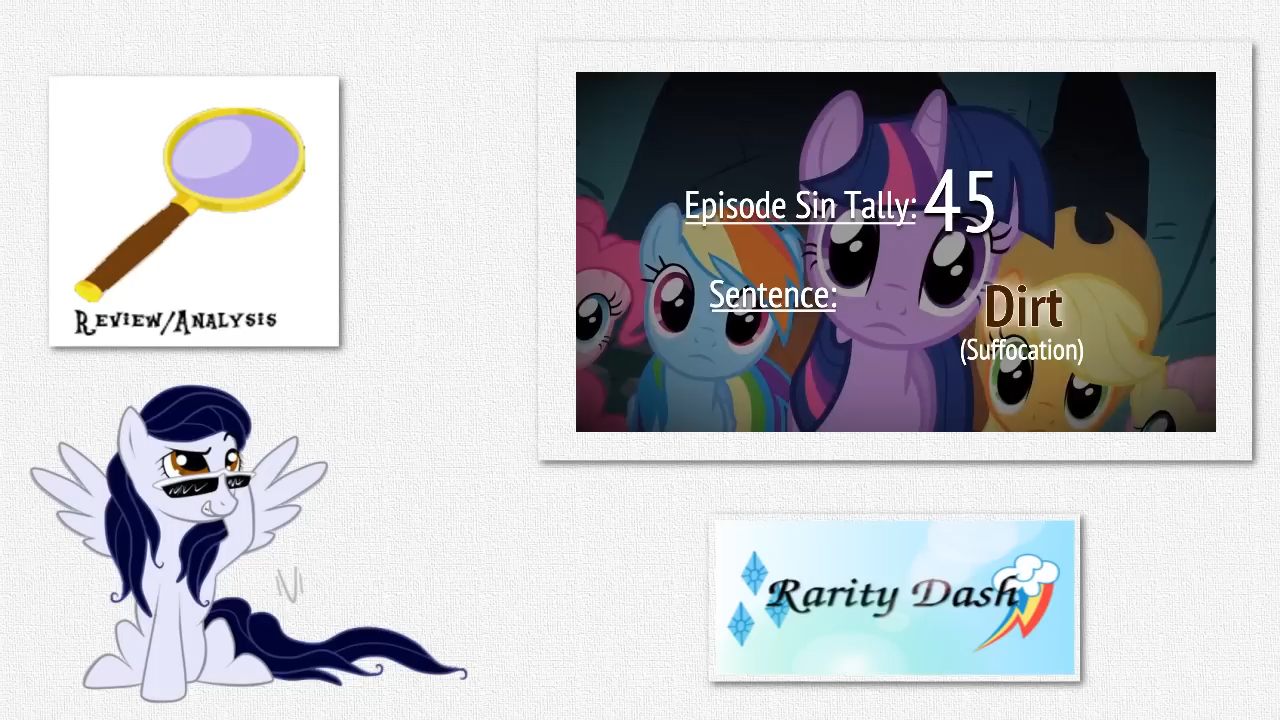 Review/Analysis
Episode Sin Tally: 45
Sentence: Dirt
(Suffocation)
Rarity Dash